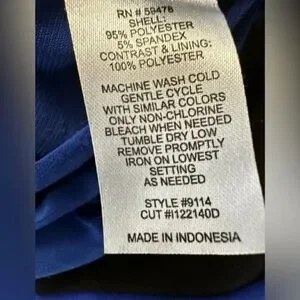 RN # 59478
SHELL:
95% POLYESTER
5% SPANDEX
CONTRAST & LINING:
100% POLYESTER
MACHINE WASH COLD
GENTLE CYCLE
WITH SIMILAR COLORS
ONLY NON-CHLORINE
BLEACH WHEN NEEDED
TUMBLE DRY LOW
REMOVE PROMPTLY
IRON ON LOWEST
SETTING
AS NEEDED
STYLE #9114
CUT #I122140D
MADE IN INDONESIA